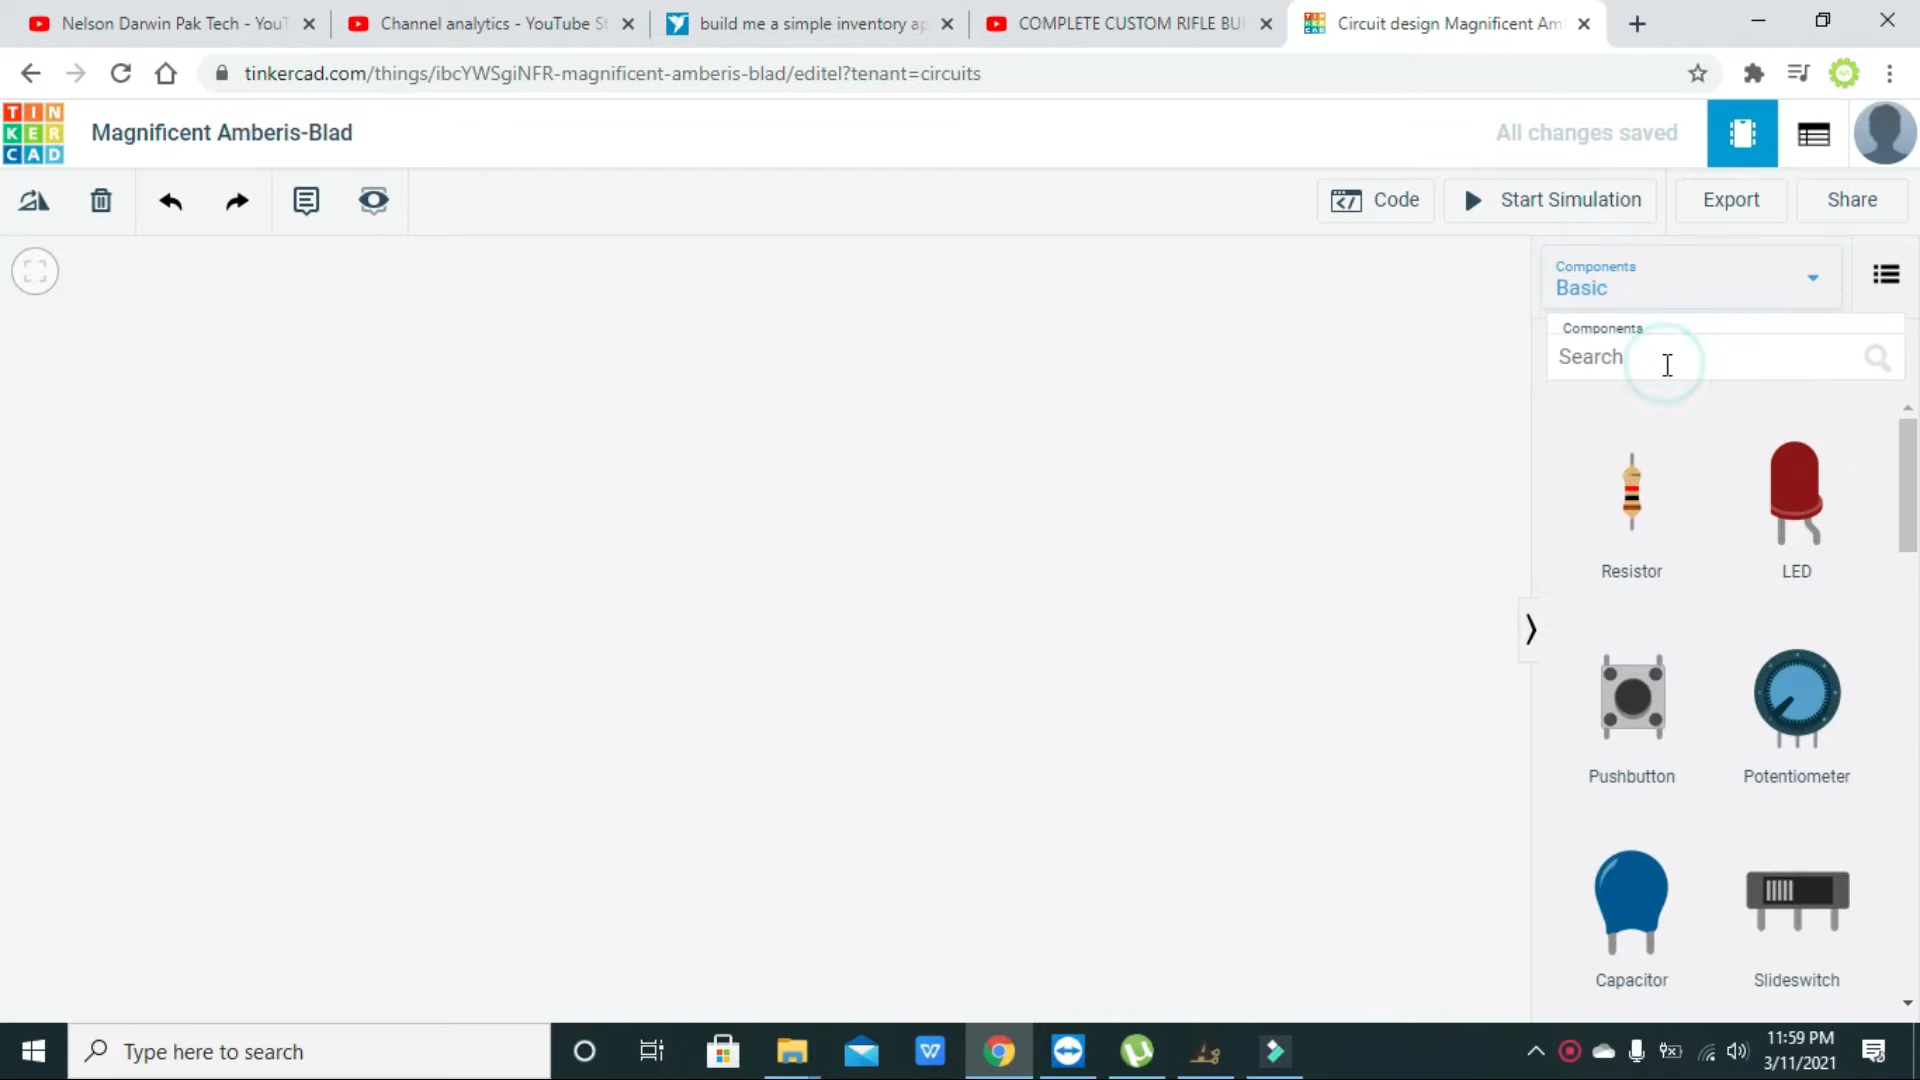 Nelson Darwin Pak Tech - YouT
Channel analytics - YouTube St
build me a simple inventory ap
COMPLETE CUSTOM RIFLE BU
Circuit design Magnificent Am
tinkercad.com/things/ibcYWSgiNFR-magnificent-amberis-blad/editel?tenant=circuits
TIN
KER
CAD
Magnificent Amberis-Blad
All changes saved
Code
Start Simulation
Export
Share
Components
Basic
Components
Search
Resistor
LED
Pushbutton
Potentiometer
Capacitor
Slideswitch
Type here to search
11:59 PM
3/11/2021